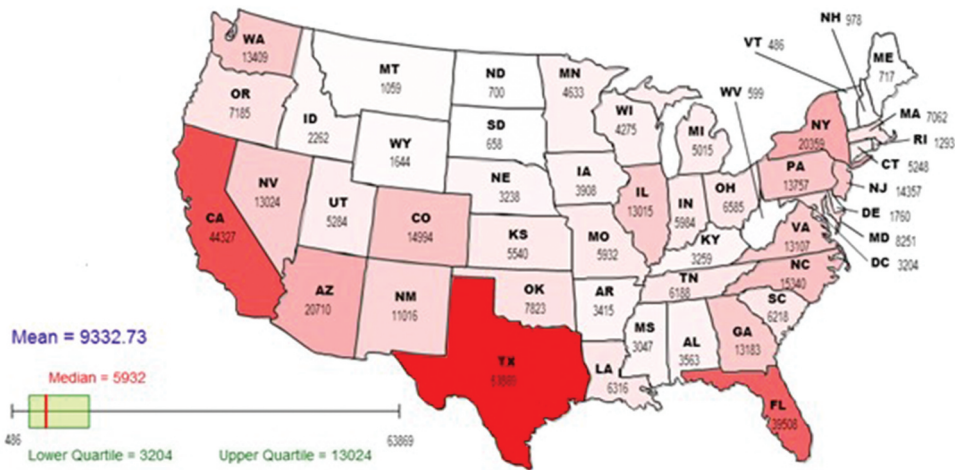 NH 978
VT 486
ME
717
WA
13409
MT
1059
ND
700
MN
4633
WV 599
OR
7185
ID
2262
SD
658
WI
4275
MI
5015
NY
20359
MA 7062
RI 1293
CT 5248
WY
1644
IA
3908
PA
13757
NJ 14357
NE
3238
NV
13024
UT
5284
CO
14994
IL
13015
IN
5984
OH
6585
DE 1760
MD 8251
DC 3204
CA
44327
KS
5540
MO
5932
KY
3259
VA
13107
AZ
20710
NM
11016
OK
7823
AR
3415
TN
6188
NC
15340
SC
6218
MS
3047
AL
3563
GA
13183
TX
LA
6316
FL
39508
Mean = 9332.73
Median = 5932
486
63869
Lower Quartile = 3204 Upper Quartile = 13024